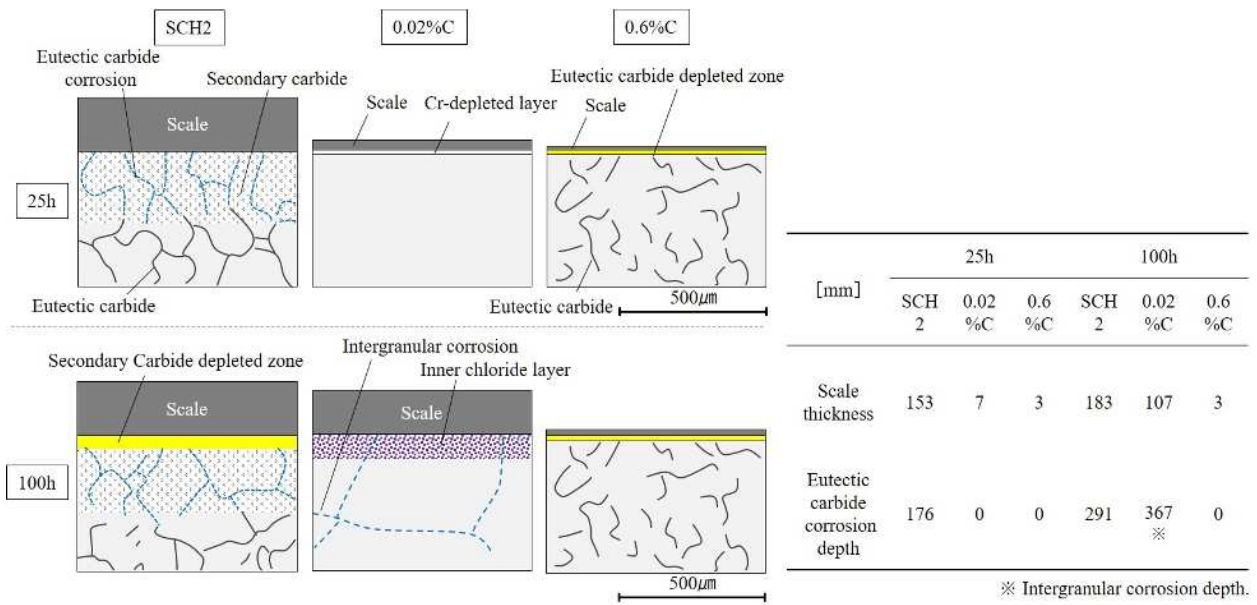 SCH2
0.02%C
0.6%C
Eutectic carbide
corrosion
Secondary carbide
Scale
Cr-depleted layer
Eutectic carbide depleted zone
Scale
Scale
25h
Eutectic carbide
Eutectic carbide
500μm
Secondary Carbide depleted zone
Intergranular corrosion
Inner chloride layer
Scale
Scale
100h
500μm
[mm]
25h
100h
SCH
2
0.02
%C
0.6
%C
SCH
2
0.02
%C
0.6
%C
Scale
thickness
153 7 3 183 107 3
Eutectic
carbide
corrosion
depth
176 0 0 291 367
※
0
※ Intergranular corrosion depth.